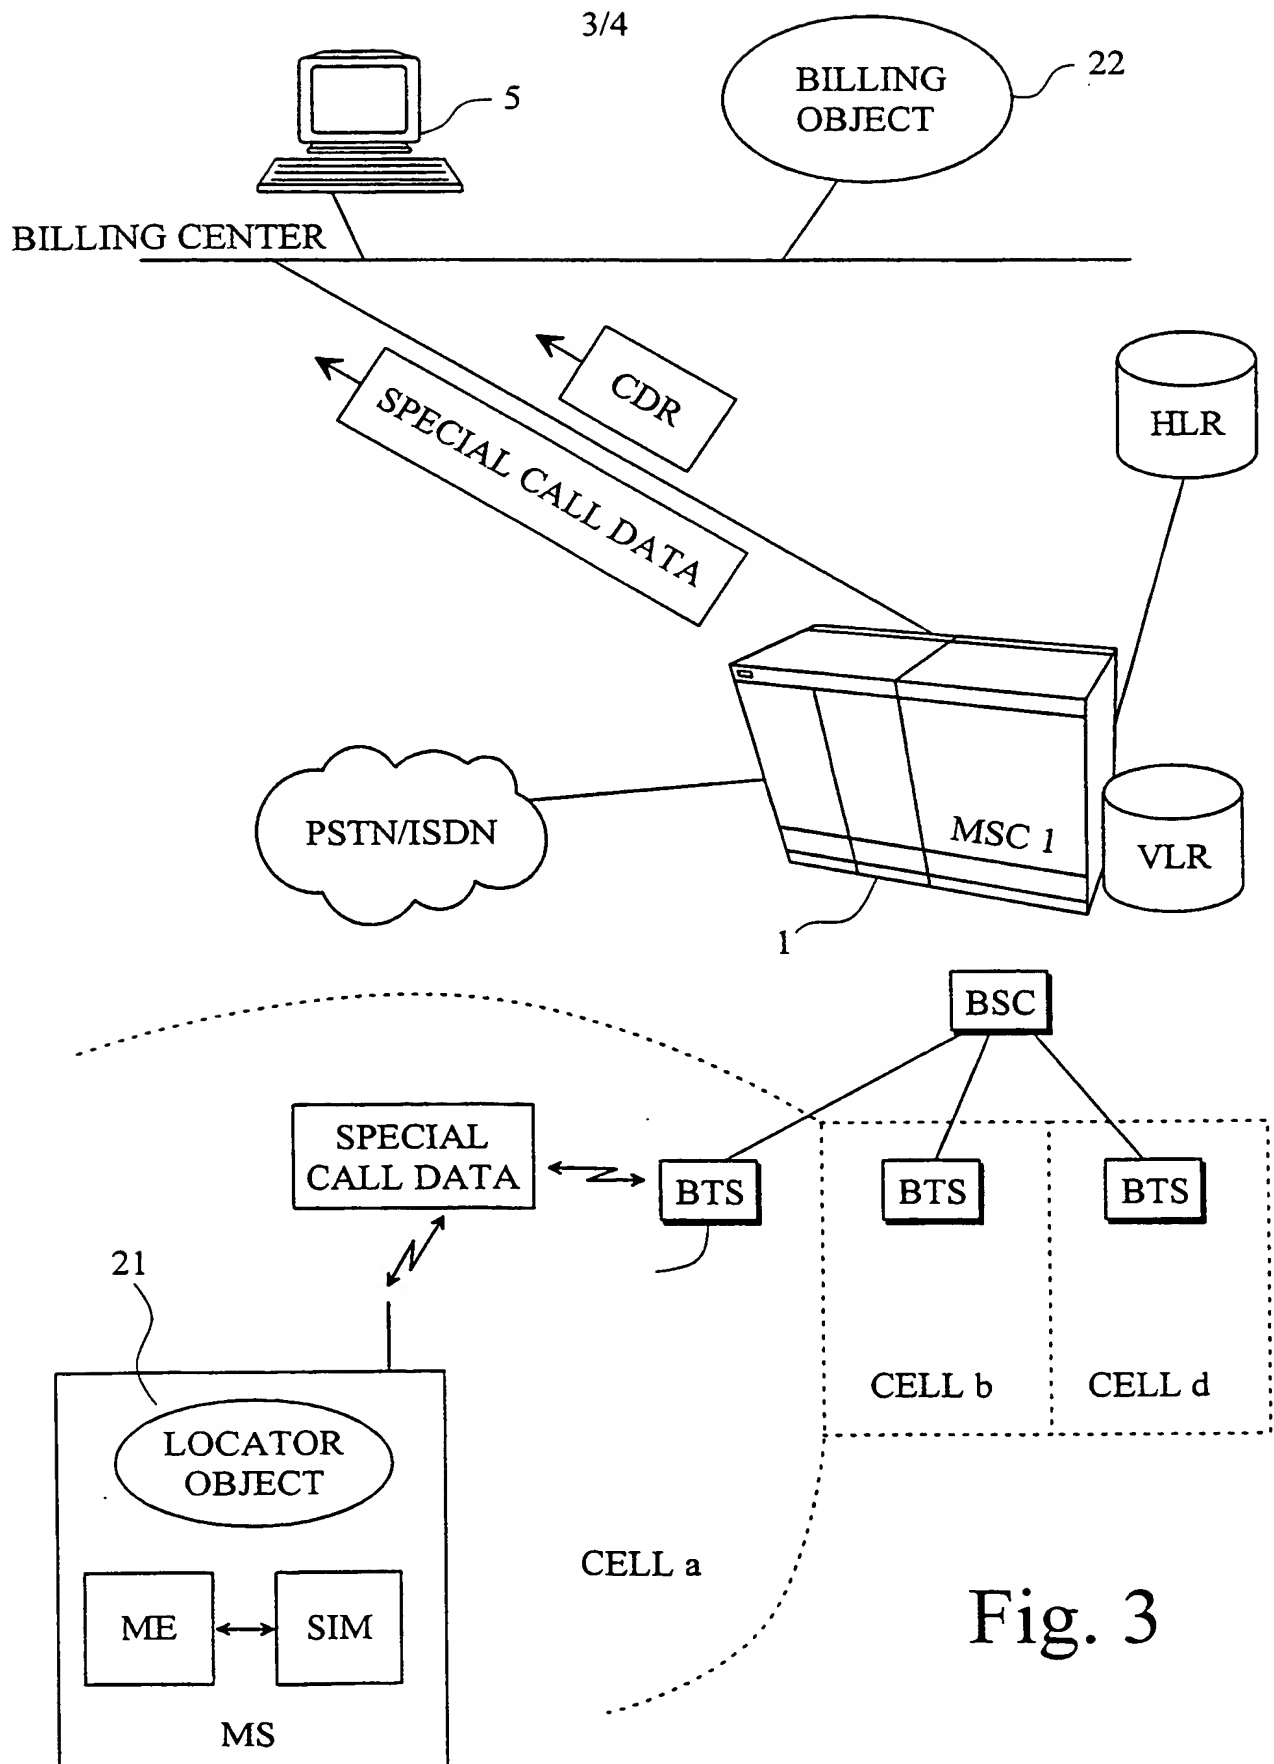 3/4
5
BILLING
OBJECT
22
BILLING CENTER
CDR
SPECIAL CALL DATA
HLR
PSTN/ISDN
MSC 1
VLR
1
BSC
SPECIAL
CALL DATA
BTS
BTS
BTS
21
CELL b
CELL d
LOCATOR
OBJECT
CELL a
ME
SIM
Fig. 3
MS